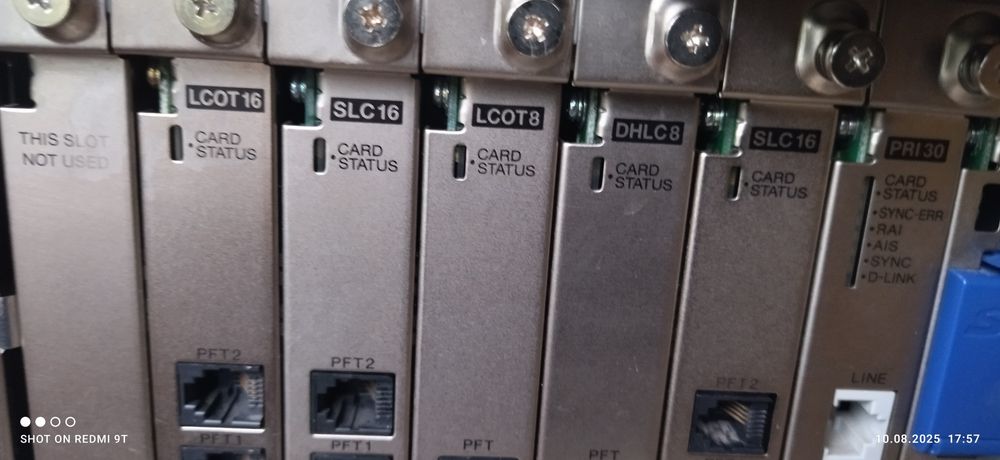 THIS SLOT
NOT USED
LCOT16
CARD
STATUS
PFT2
PFT1
SLC16
CARD
STATUS
PFT2
PFT1
LCOT8
CARD
STATUS
PFT
DHLC8
CARD
STATUS
PFT
SLC16
CARD
STATUS
PFT2
PRI30
CARD
STATUS
SYNC-ERR
RAI
AIS
SYNC
D-LINK
LINE
SHOT ON REDMI 9T
10.08.2025 17:57